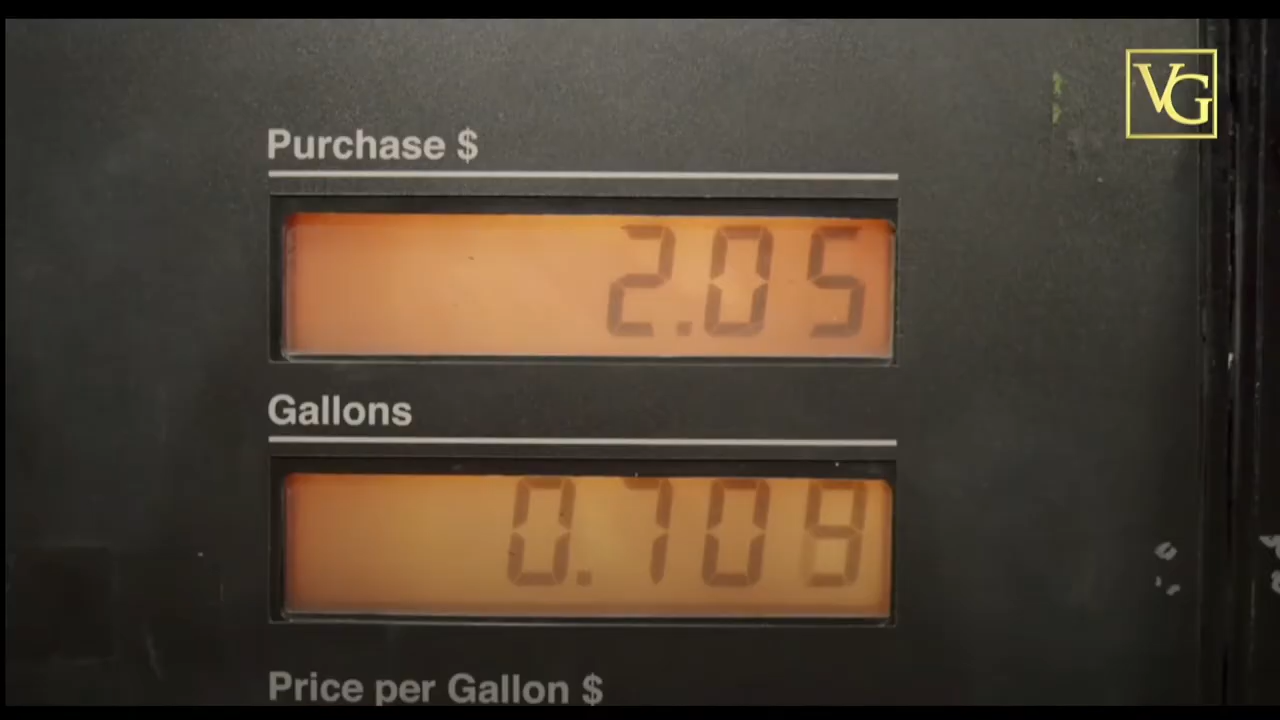 VG
Purchase $
2.05
Gallons
0.709
Price per Gallon $